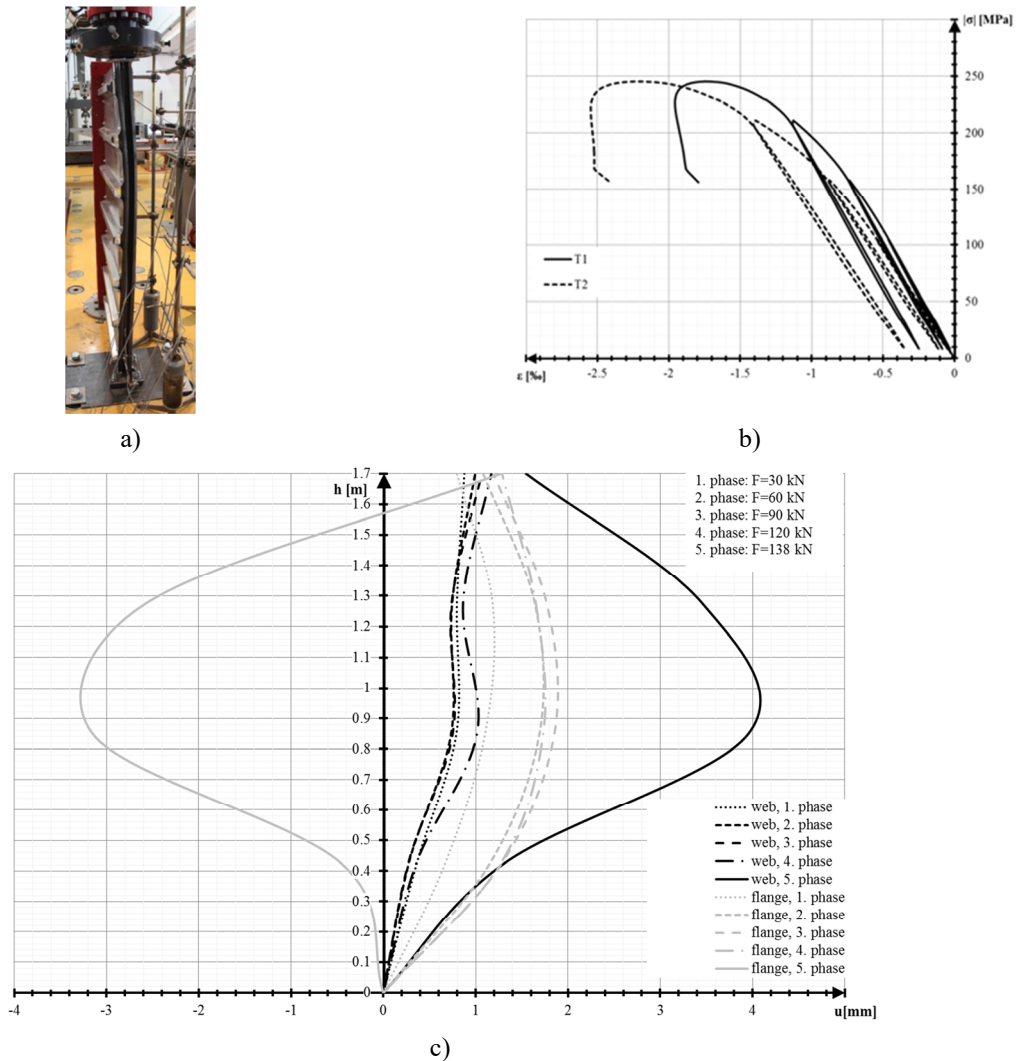 |σ| [MPa]
250
200
150
100
50
0
T1
T2
-2.5 -2 -1.5 -1 -0.5 0
ε [‰]
a)
b)
1.7
h [m]
1.6
1.5
1.4
1.3
1.2
1.1
1
0.9
0.8
0.7
0.6
0.5
0.4
0.3
0.2
0.1
0
1. phase: F=30 kN
2. phase: F=60 kN
3. phase: F=90 kN
4. phase: F=120 kN
5. phase: F=138 kN
web, 1. phase
web, 2. phase
web, 3. phase
web, 4. phase
web, 5. phase
flange, 1. phase
flange, 2. phase
flange, 3. phase
flange, 4. phase
flange, 5. phase
-4 -3 -2 -1 0 1 2 3 4
u[mm]
c)